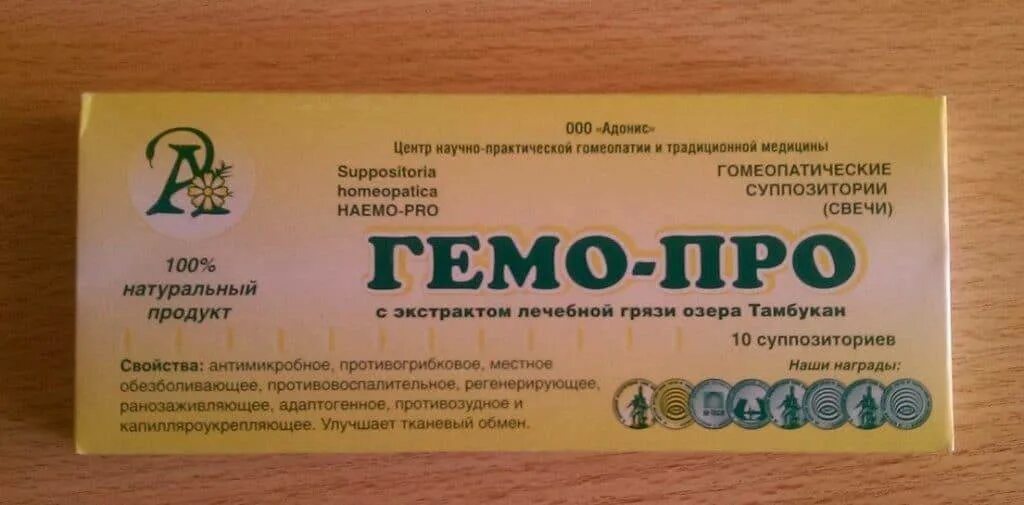 ООО «Адонис»
Центр научно-практической гомеопатии и традиционной медицины
Suppositoria
homeopatica
HAEMO-PRO
ГОМЕОПАТИЧЕСКИЕ
СУППОЗИТОРИИ
(СВЕЧИ)
А
100%
натуральный
продукт
ГЕМО-ПРО
с экстрактом лечебной грязи озера Тамбукан
10 суппозиториев
Свойства: антимикробное, противогрибковое, местное
обезболивающее, противовоспалительное, регенерирующее,
ранозаживляющее, адаптогенное, противозудное и
капилляроукрепляющее. Улучшает тканевый обмен.
Наши награды: